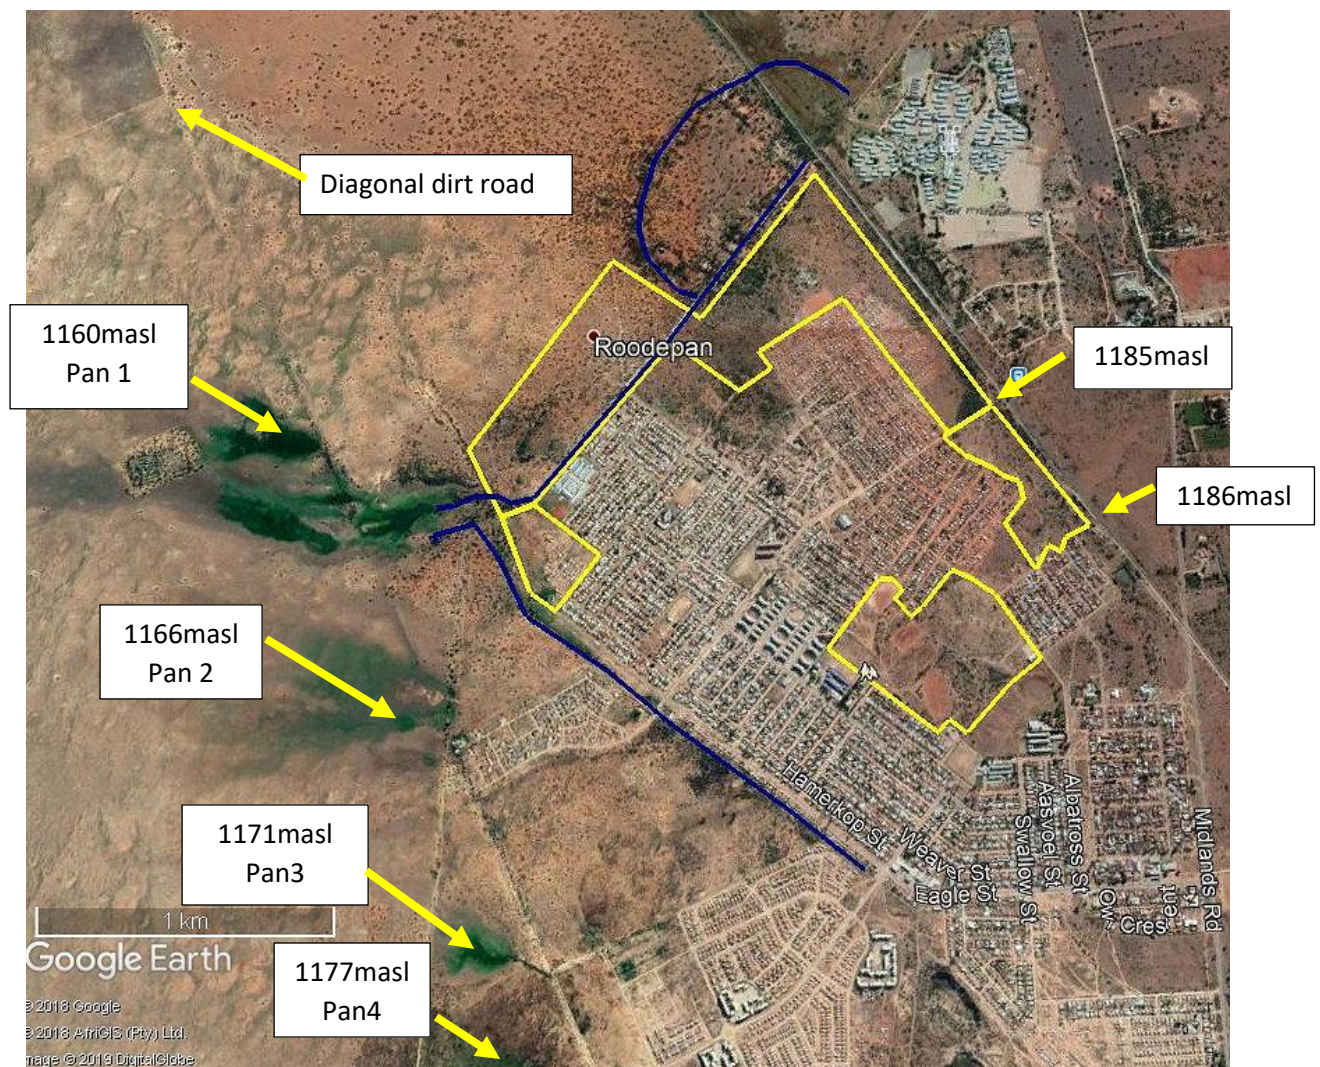 Diagonal dirt road
1160masl
Pan 1
Roodepan
1185masl
1186masl
1166masl
Pan 2
Hamerkop St
Weaver St
Eagle St
Swallow St
Aasvoel St
Albatross St
Midlands Rd
Cres
1171masl
Pan3
1 km
Google Earth
1177masl
Pan4
© 2018 Google
© 2018 AfriGIS (Pty) Ltd.
© 2019 DigitalGlobe